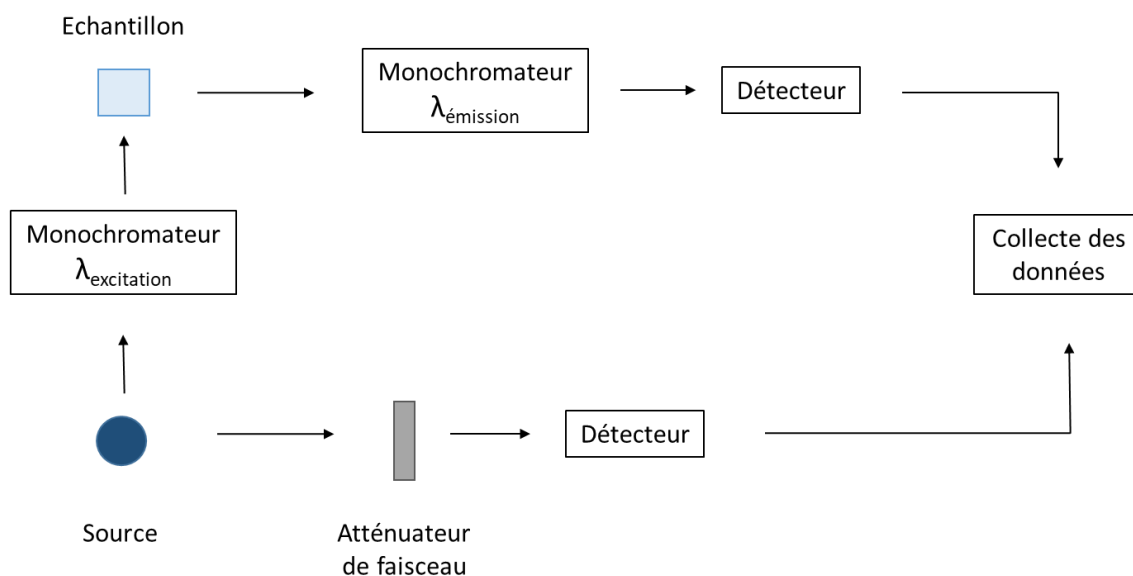 Echantillon
Monochromateur
λémission
Détecteur
Monochromateur
λexcitation
Collecte des
données
Détecteur
Source
Atténuateur
de faisceau